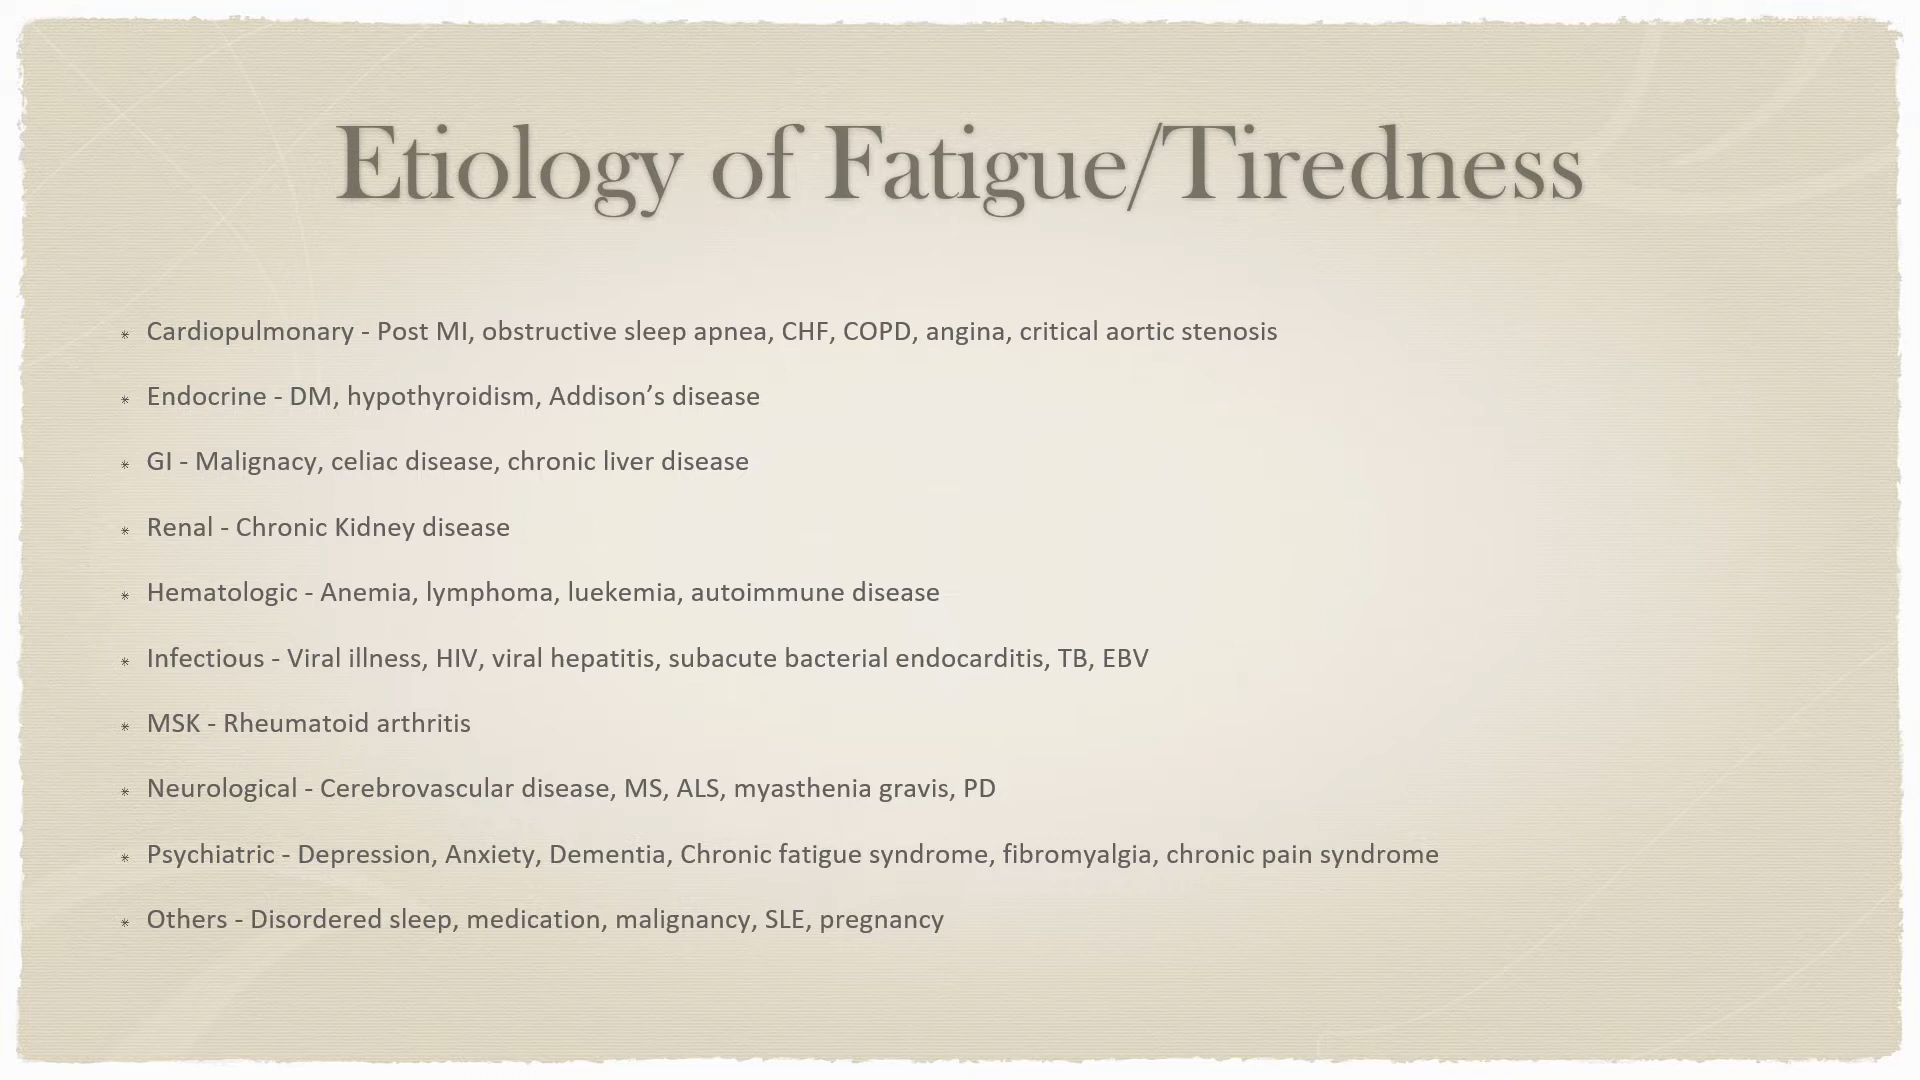 Etiology of Fatigue/Tiredness
* Cardiopulmonary - Post MI, obstructive sleep apnea, CHF, COPD, angina, critical aortic stenosis
* Endocrine - DM, hypothyroidism, Addison’s disease
* GI - Malignacy, celiac disease, chronic liver disease
* Renal - Chronic Kidney disease
* Hematologic - Anemia, lymphoma, luekemia, autoimmune disease
* Infectious - Viral illness, HIV, viral hepatitis, subacute bacterial endocarditis, TB, EBV
* MSK - Rheumatoid arthritis
* Neurological - Cerebrovascular disease, MS, ALS, myasthenia gravis, PD
* Psychiatric - Depression, Anxiety, Dementia, Chronic fatigue syndrome, fibromyalgia, chronic pain syndrome
* Others - Disordered sleep, medication, malignancy, SLE, pregnancy